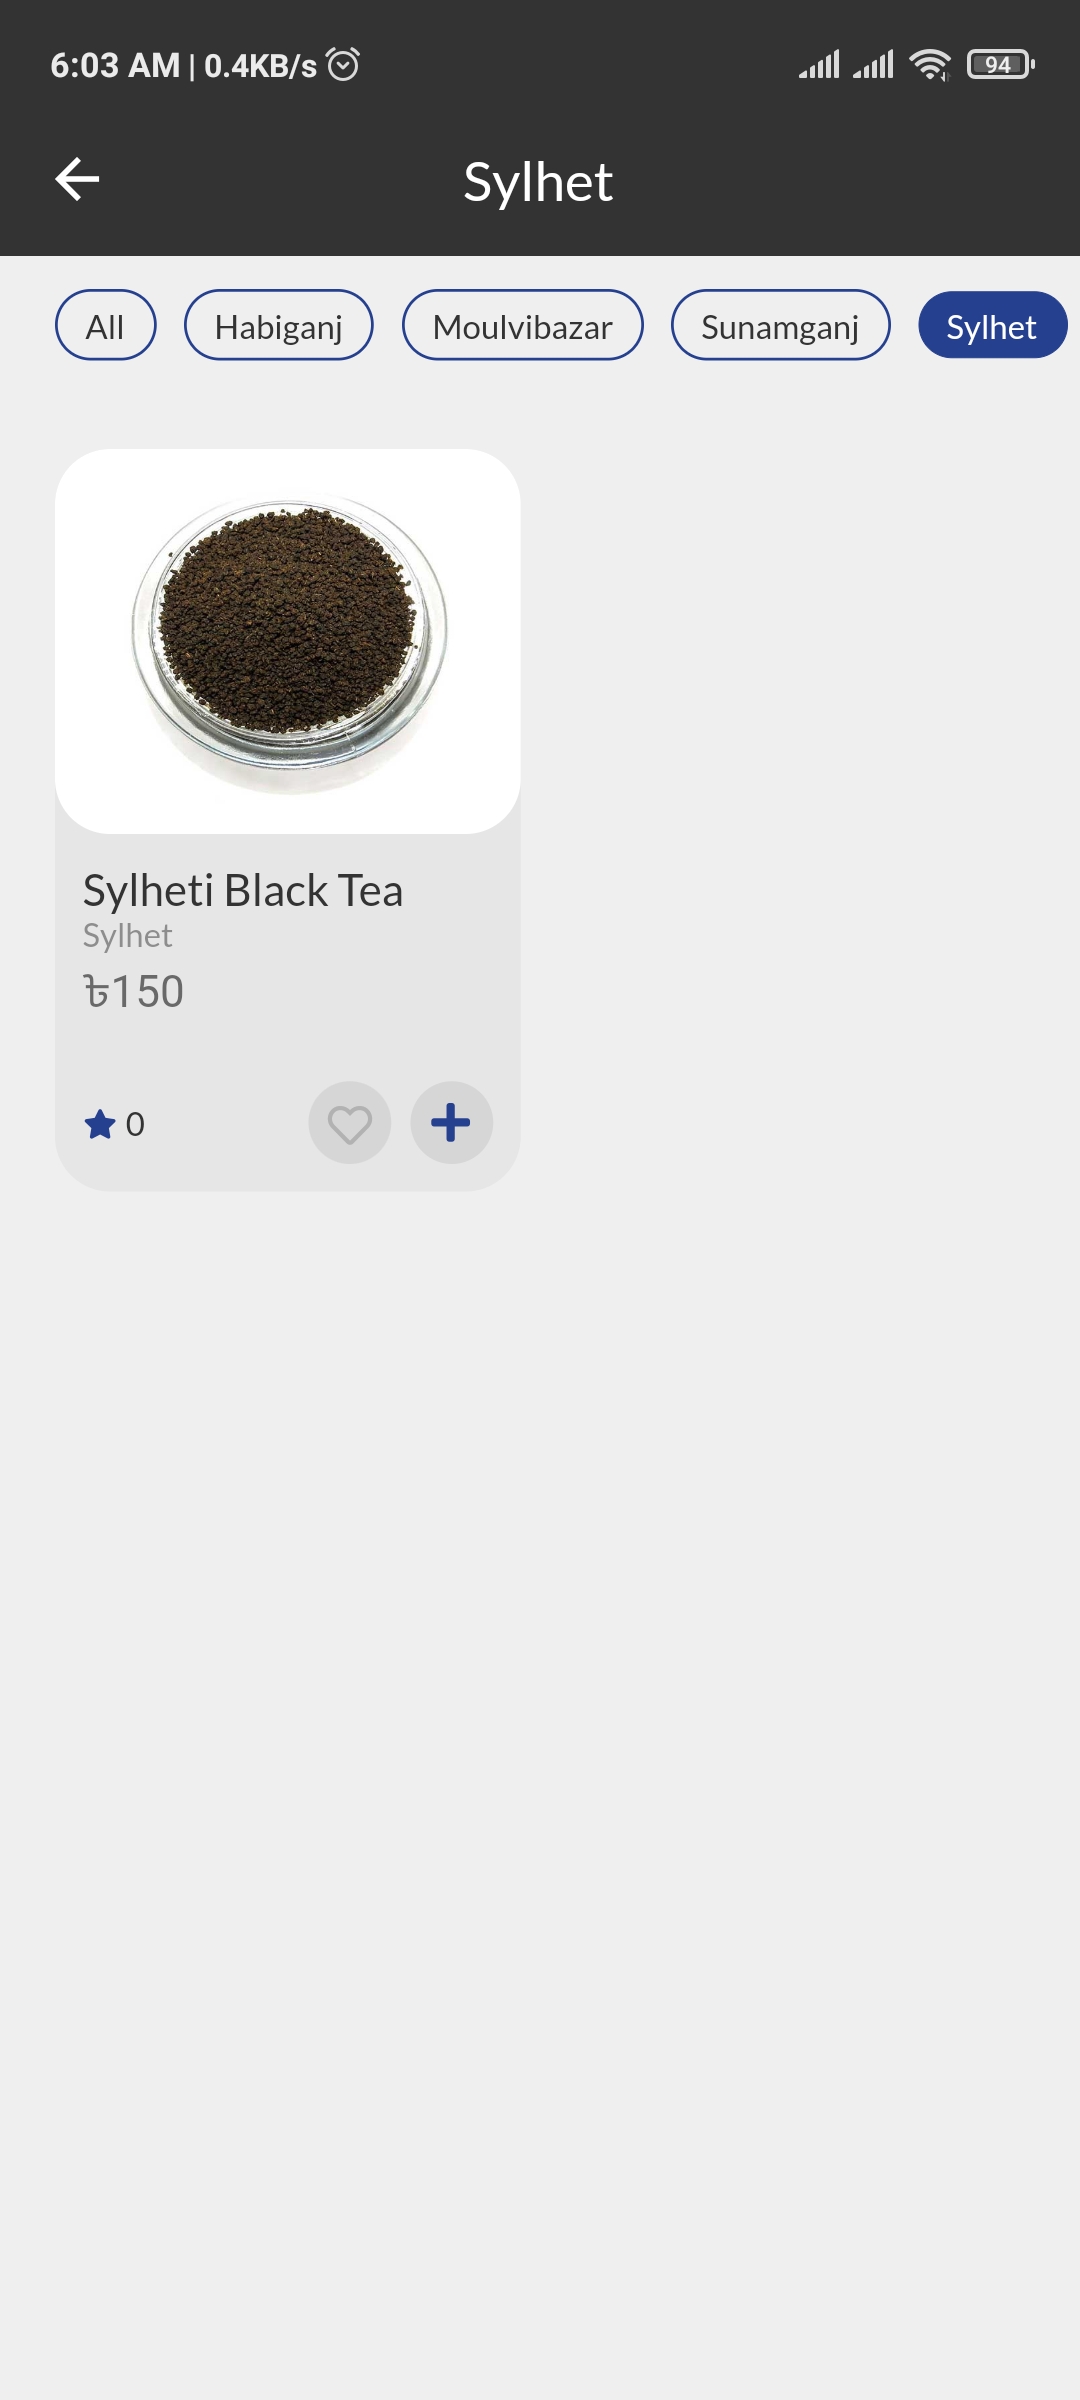 6:03 AM | 0.4KB/s
94
Sylhet
All Habiganj Moulvibazar Sunamganj Sylhet
Sylheti Black Tea
Sylhet
৳150
0